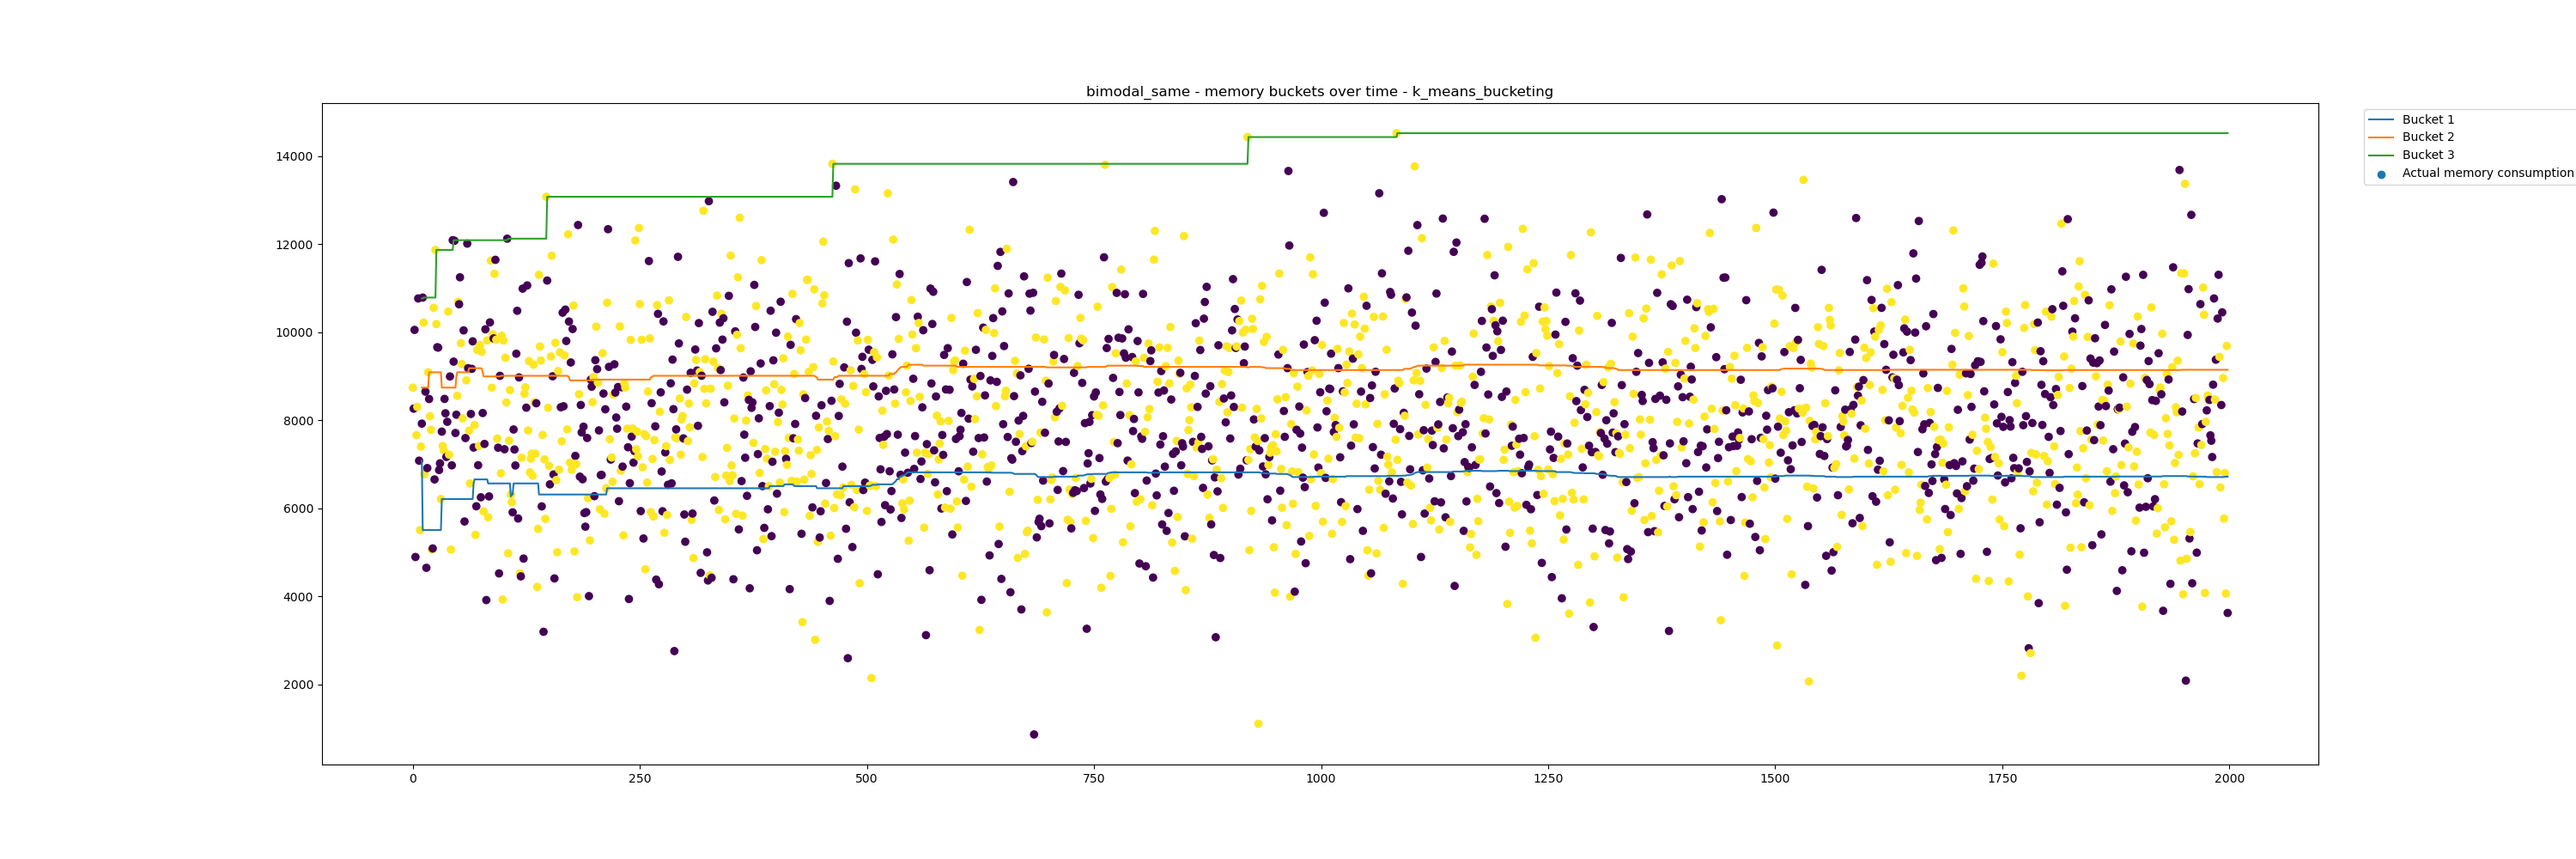 bimodal_same - memory buckets over time - k_means_bucketing
Bucket 1
Bucket 2
Bucket 3
Actual memory consumption
14000
12000
10000
8000
6000
4000
2000
0 250 500 750 1000 1250 1500 1750 2000